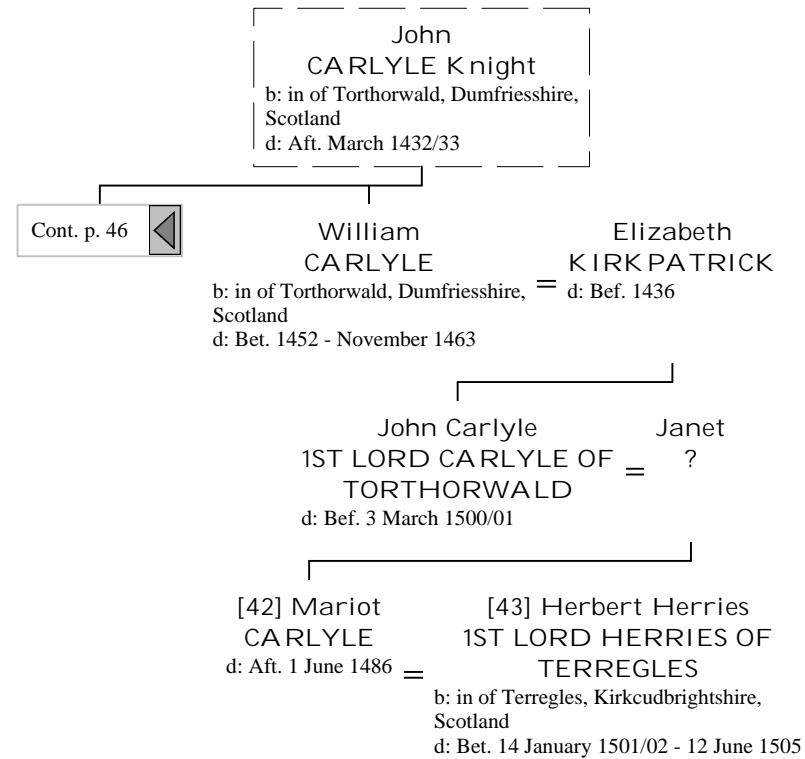 John
CARLYLE Knight
b: in of Torthorwald, Dumfriesshire,
Scotland
d: Aft. March 1432/33
Cont. p. 46
William
CARLYLE
b: in of Torthorwald, Dumfriesshire,
Scotland
d: Bet. 1452 - November 1463
=
Elizabeth
KIRKPATRICK
d: Bef. 1436
John Carlyle
1ST LORD CARLYLE OF
TORTHORWALD
d: Bef. 3 March 1500/01
=
Janet
?
[42] Mariot
CARLYLE
d: Aft. 1 June 1486
=
[43] Herbert Herries
1ST LORD HERRIES OF
TERREGLES
b: in of Terregles, Kirkcudbrightshire,
Scotland
d: Bet. 14 January 1501/02 - 12 June 1505